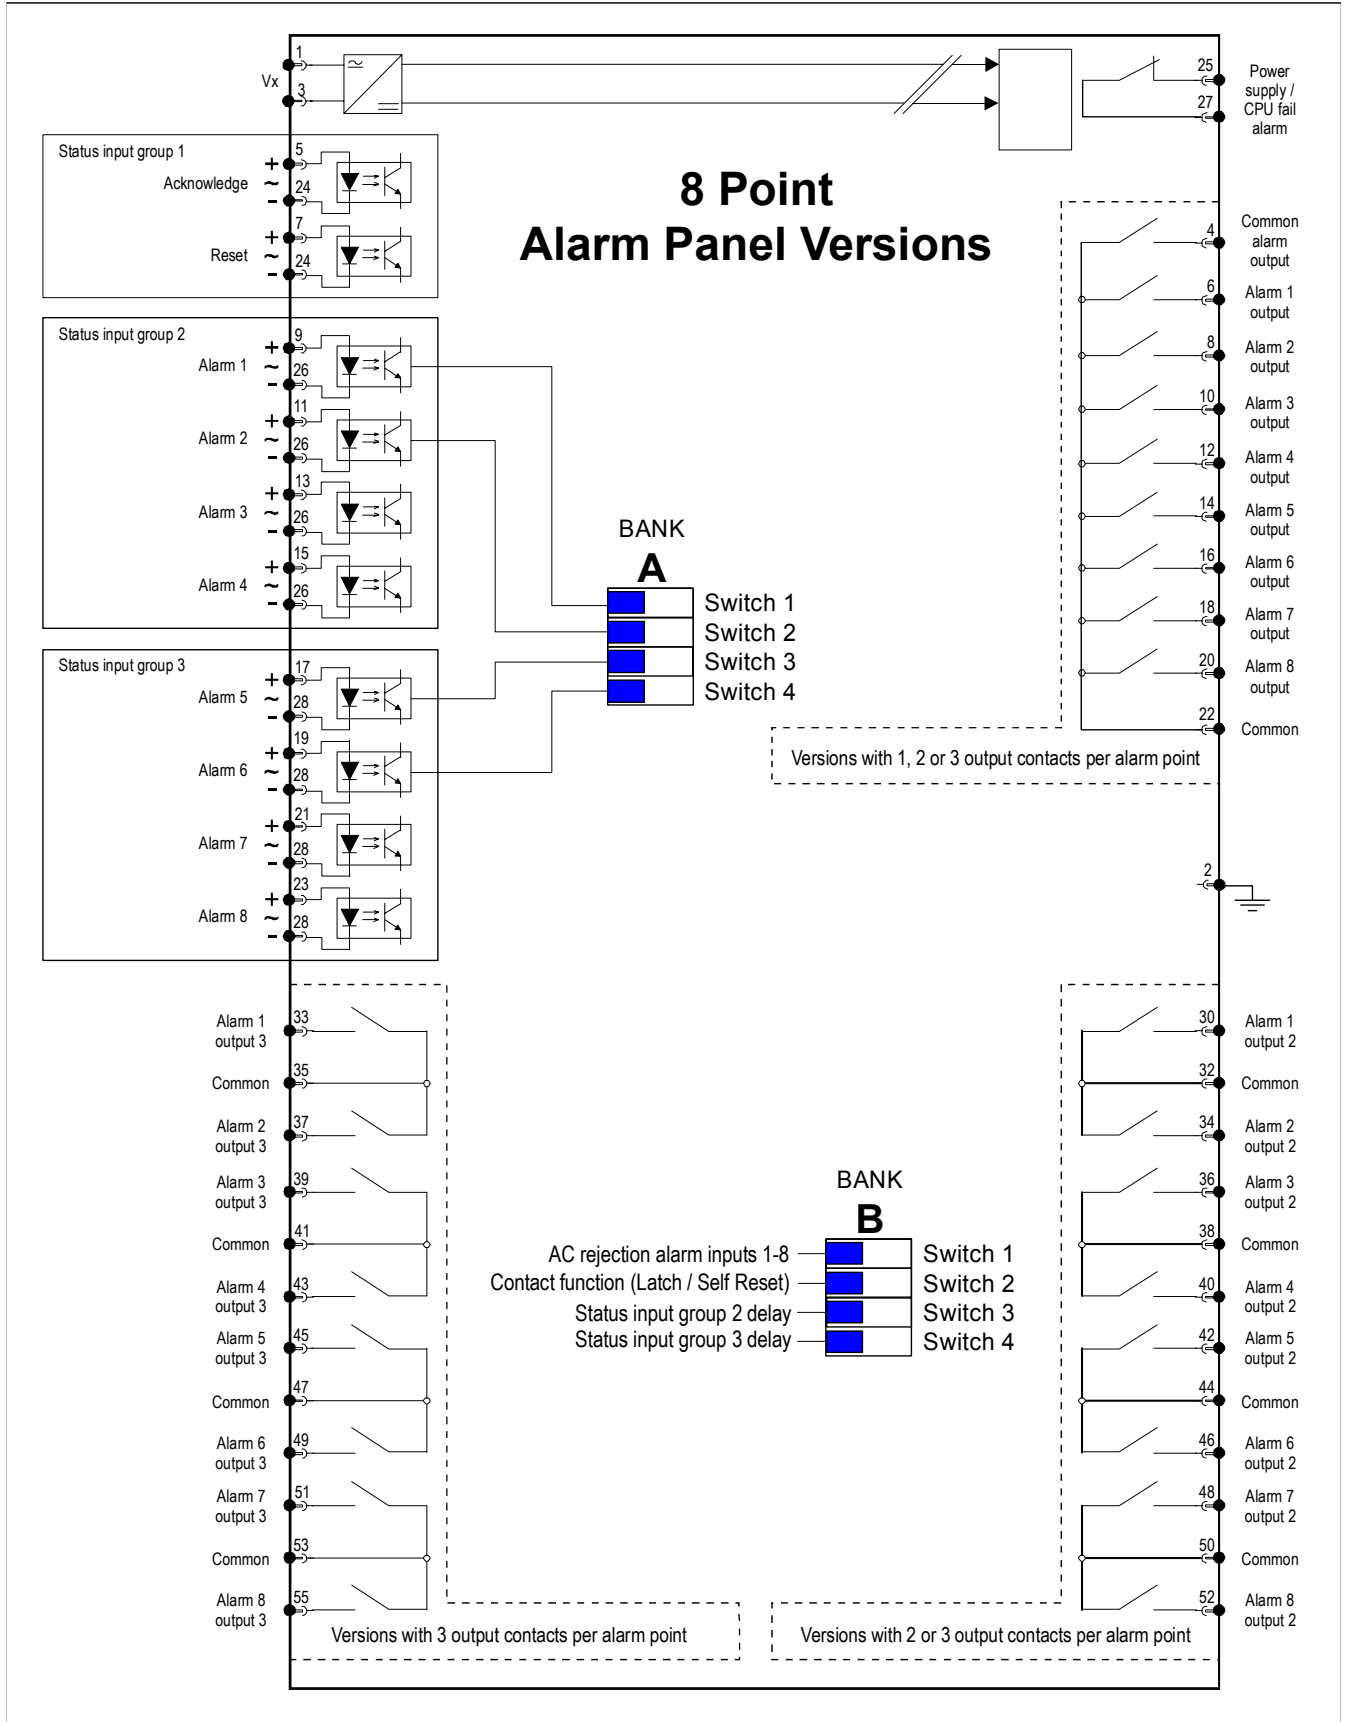 8 Point
Alarm Panel Versions
1
Vx
3
25
27
Power
supply /
CPU fail
alarm
Status input group 1
5
+
Acknowledge ~
24
-
7
+
Reset ~
24
-
Status input group 2
9
+
Alarm 1 ~
26
-
11
+
Alarm 2 ~
26
-
13
+
Alarm 3 ~
26
-
15
+
Alarm 4 ~
26
-
Status input group 3
17
+
Alarm 5 ~
28
-
19
+
Alarm 6 ~
28
-
21
+
Alarm 7 ~
28
-
23
+
Alarm 8 ~
28
-
BANK
A
Switch 1
Switch 2
Switch 3
Switch 4
4
Common
alarm
output
6
Alarm 1
output
8
Alarm 2
output
10
Alarm 3
output
12
Alarm 4
output
14
Alarm 5
output
16
Alarm 6
output
18
Alarm 7
output
20
Alarm 8
output
22
Common
Versions with 1, 2 or 3 output contacts per alarm point
2
33
Alarm 1
output 3
35
Common
37
Alarm 2
output 3
39
Alarm 3
output 3
41
Common
43
Alarm 4
output 3
45
Alarm 5
output 3
47
Common
49
Alarm 6
output 3
51
Alarm 7
output 3
53
Common
55
Alarm 8
output 3
Versions with 3 output contacts per alarm point
BANK
B
AC rejection alarm inputs 1-8 Switch 1
Contact function (Latch / Self Reset) Switch 2
Status input group 2 delay Switch 3
Status input group 3 delay Switch 4
30
Alarm 1
output 2
32
Common
34
Alarm 2
output 2
36
Alarm 3
output 2
38
Common
40
Alarm 4
output 2
42
Alarm 5
output 2
44
Common
46
Alarm 6
output 2
48
Alarm 7
output 2
50
Common
52
Alarm 8
output 2
Versions with 2 or 3 output contacts per alarm point